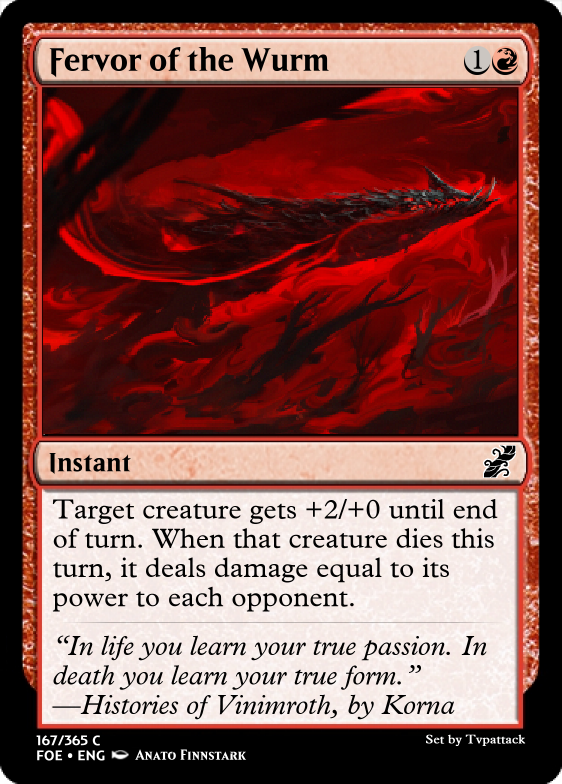 Fervor of the Wurm 1
Instant
Target creature gets +2/+0 until end
of turn. When that creature dies this
turn, it deals damage equal to its
power to each opponent.
“In life you learn your true passion. In
death you learn your true form.”
—Histories of Vinimroth, by Korna
167/365 C
Set by Tvpattack
FOE • ENG Anato Finnstark